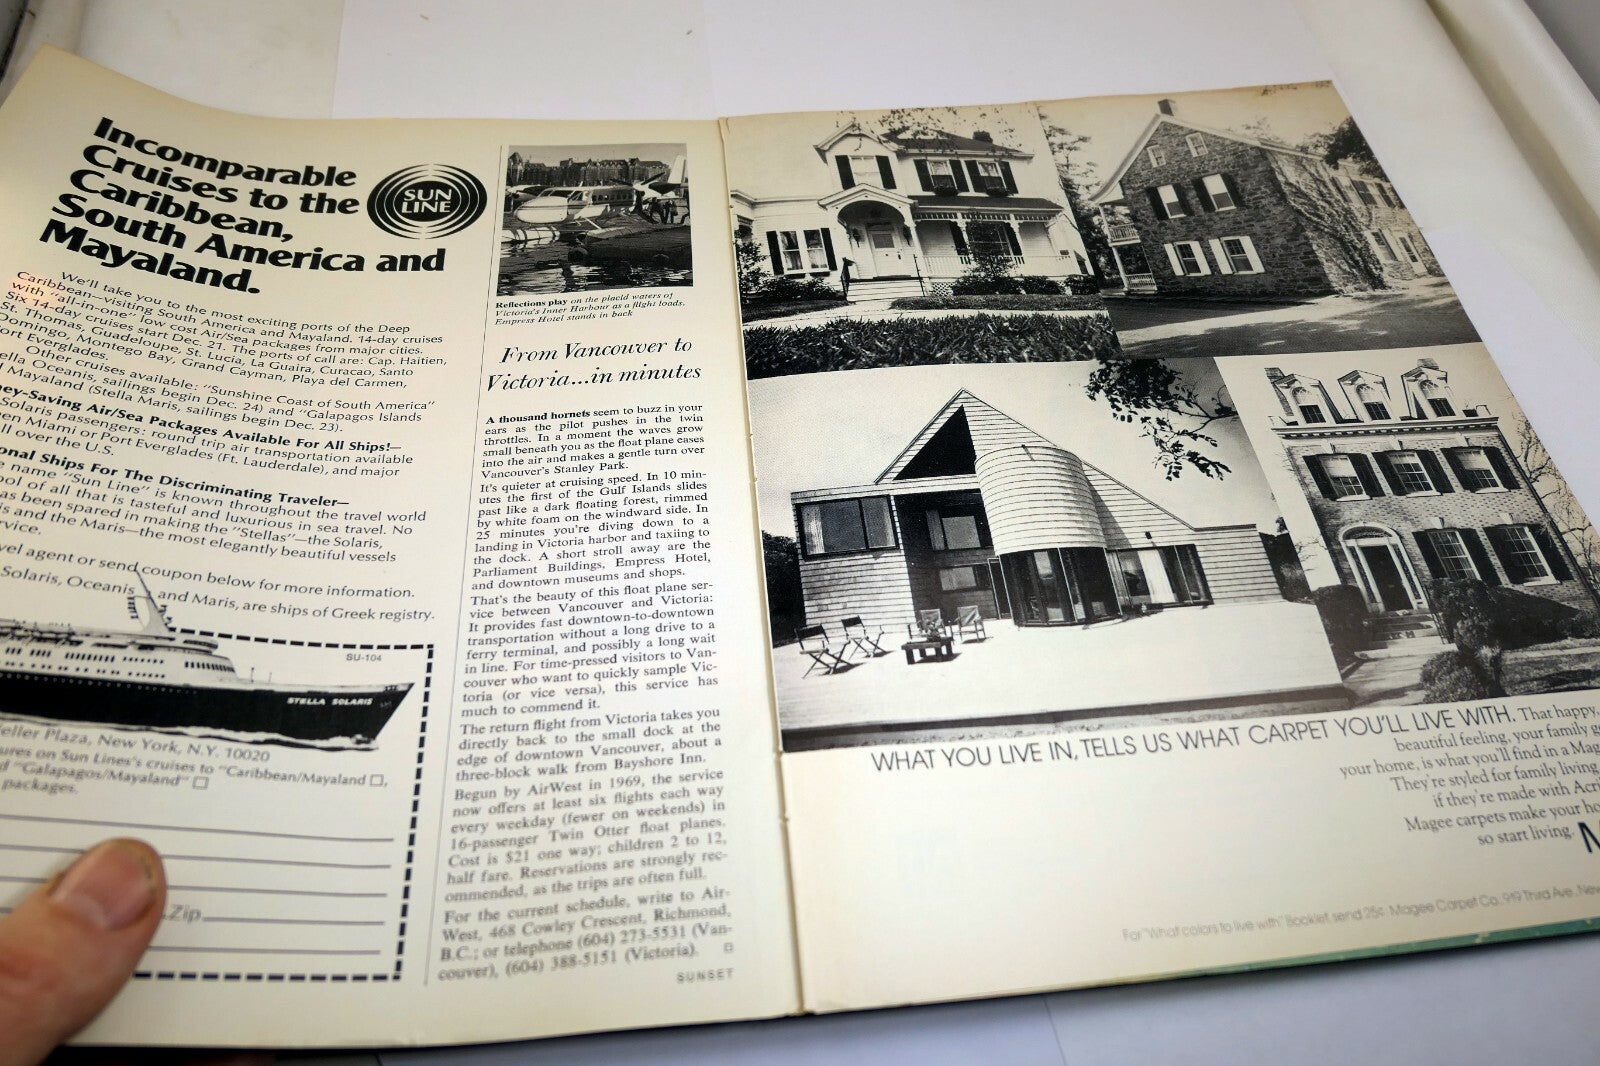 Incomparable
Cruises to the
Caribbean,
South America and
Mayaland.
SUN
LINE
We'll take you to the most exciting ports of the Deep
Caribbean—visiting South America and Mayaland. 14-day cruises
with "all-in-one" low cost Air/Sea packages from major cities.
Six 14-day Cruises start Dec. 21. The ports of call are: Cap. Haitien,
St. Thomas, Guadeloupe, St. Lucia, La Guaira, Curacao, Santo
Domingo, Montego Bay, Grand Cayman, Playa del Carmen,
Port Everglades.
Other cruises available: "Sunshine Coast of South America"
Oceanis, sailings begin Dec. 24) and "Galapagos Islands
Mayaland (Stella Maris, sailings begin Dec. 23).
-Saving Air/Sea Packages Available For All Ships!—
Solaris passengers: round trip air transportation available
Miami or Port Everglades (Ft. Lauderdale), and major
all over the U.S.
Ships For The Discriminating Traveler—
name "Sun Line" is known throughout the travel world
of all that is tasteful and luxurious in sea travel. No
has been spared in making the "Stellas"—the Solaris,
and the Maris—the most elegantly beautiful vessels
agent or send coupon below for more information.
Solaris, Oceanis and Maris, are ships of Greek registry.
SU-104
STELLA SOLARIS
Plaza, New York, N.Y. 10020
on Sun Lines's cruises to "Caribbean/Mayaland □,
"Galapagos/Mayaland" □
packages.
Zip
Reflections play on the placid waters of
Victoria's Inner Harbour as a flight loads.
Empress Hotel stands in back
From Vancouver to
Victoria...in minutes
A thousand hornets seem to buzz in your
ears as the pilot pushes in the twin
throttles. In a moment the waves grow
small beneath you as the float plane eases
into the air and makes a gentle turn over
Vancouver's Stanley Park.
It's quieter at cruising speed. In 10 min-
utes the first of the Gulf Islands slides
past like a dark floating forest, rimmed
by white foam on the windward side. In
25 minutes you're diving down to a
landing in Victoria harbor and taxiing to
the dock. A short stroll away are the
Parliament Buildings, Empress Hotel,
and downtown museums and shops.
That's the beauty of this float plane ser-
vice between Vancouver and Victoria:
It provides fast downtown-to-downtown
transportation without a long drive to a
ferry terminal, and possibly a long wait
in line. For time-pressed visitors to Van-
couver who want to quickly sample Vic-
toria (or vice versa), this service has
much to commend it.
The return flight from Victoria takes you
directly back to the small dock at the
edge of downtown Vancouver, about a
three-block walk from Bayshore Inn.
Begun by AirWest in 1969, the service
now offers at least six flights each way
every weekday (fewer on weekends) in
16-passenger Twin Otter float planes.
Cost is $21 one way; children 2 to 12,
half fare. Reservations are strongly rec-
ommended, as the trips are often full.
For the current schedule, write to Air-
West, 468 Cowley Crescent, Richmond,
B.C.; or telephone (604) 273-5531 (Van-
couver), (604) 388-5151 (Victoria). □
SUNSET
WHAT YOU LIVE IN, TELLS US WHAT CARPET YOU'LL LIVE WITH. That happy,
beautiful feeling, your family
your home, is what you'll find in a
They're styled for family living,
if they're made with
Magee carpets make your
so start living.
For "What colors to live with" Booklet, send 25¢ Magee Carpet Co. 919 Third Ave. New